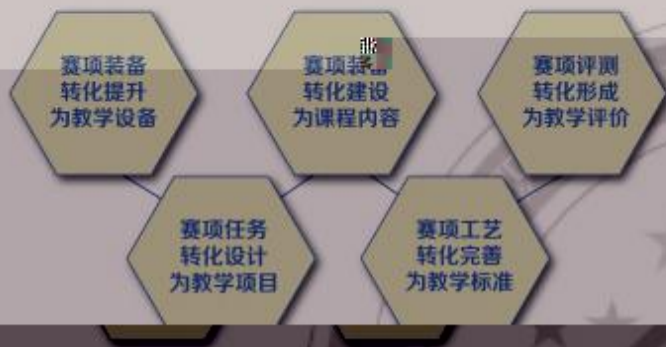 赛项装备
转化提升
为教学设备
赛项装
转化建设
为课程内容
赛项评测
转化形成
为教学评价
赛项任务
转化设计
为教学项目
赛项工艺
转化完善
为教学标准